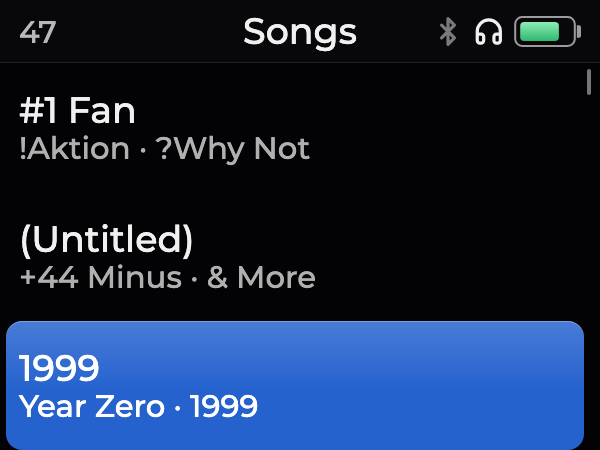 47
Songs
#1 Fan
!Aktion · ?Why Not
(Untitled)
+44 Minus · & More
1999
Year Zero · 1999